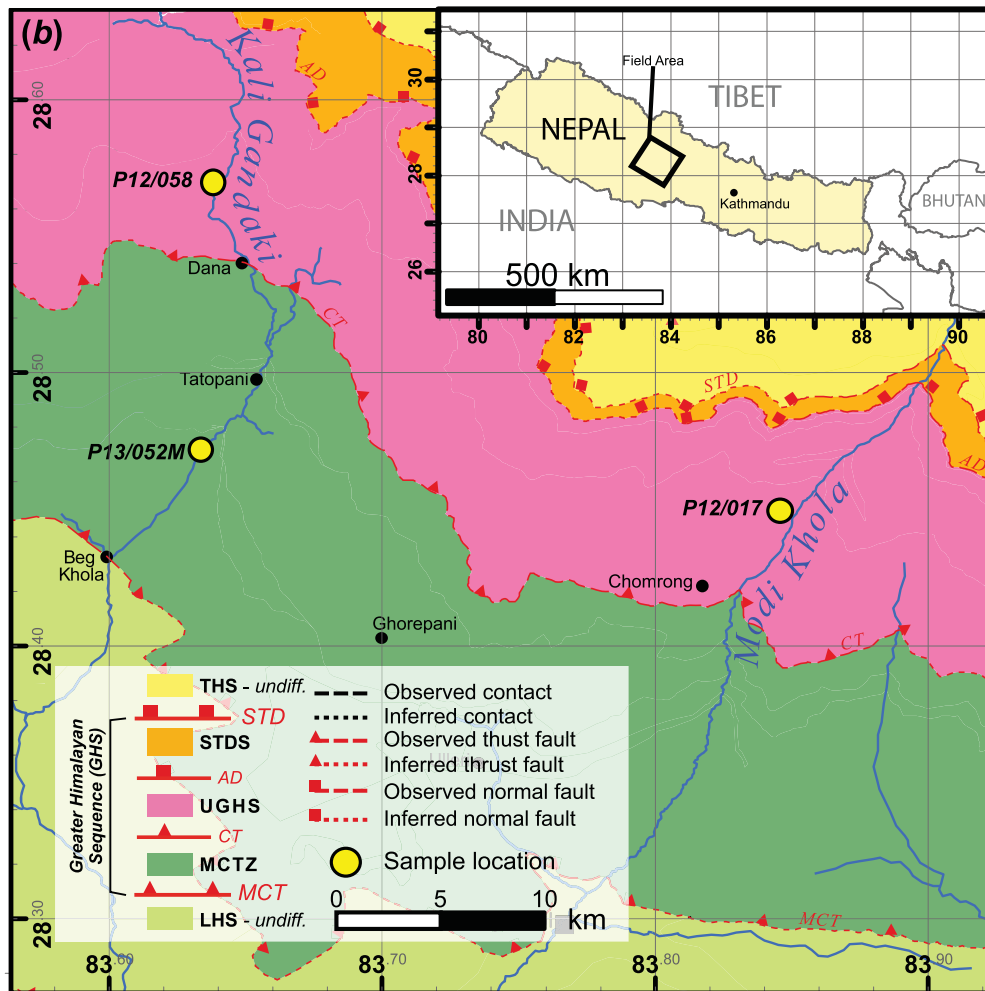 (b)
Kali Gandaki
AD
P12/058
Dana
CT
Tatopani
P13/052M
Beg
Khola
Ghorepani
STD
AD
P12/017
Chomrong
Modi Khola
CT
MCT
28.60
28.50
28.40
28.30
83.60
83.70
83.80
83.90
Field Area
TIBET
NEPAL
Kathmandu
INDIA
BHUTAN
500 km
30
28
26
80
82
84
86
88
90
THS - undiff.
STD
STDS
AD
UGHS
CT
MCTZ
MCT
LHS - undiff.
Greater Himalayan
Sequence (GHS)
Observed contact
Inferred contact
Observed thust fault
Inferred thrust fault
Observed normal fault
Inferred normal fault
Sample location
0 5 10 km